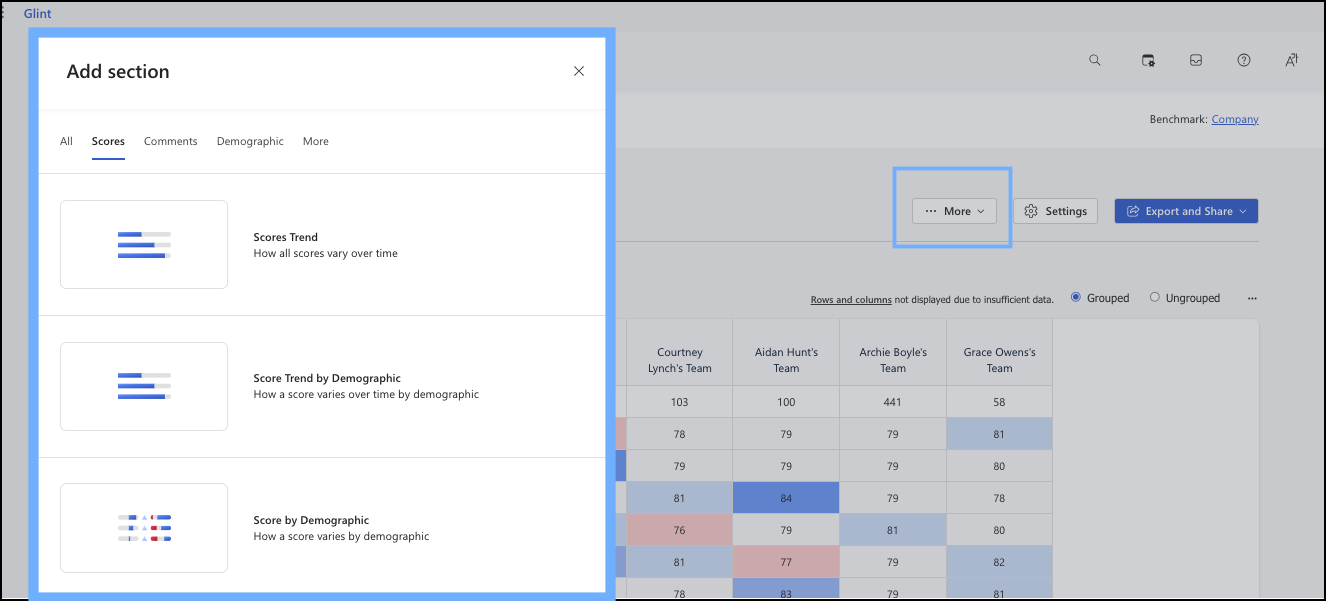 Glint
Add section
All Scores Comments Demographic More
Scores Trend
How all scores vary over time
Score Trend by Demographic
How a score varies over time by demographic
Score by Demographic
How a score varies by demographic
Benchmark: Company
··· More Settings Export and Share
Rows and columns not displayed due to insufficient data. Grouped Ungrouped ···
Courtney Lynch's Team Aidan Hunt's Team Archie Boyle's Team Grace Owens's Team
103 100 441 58
78 79 79 81
79 79 79 80
81 84 79 78
76 79 81 80
81 77 79 82
78 83 79 81